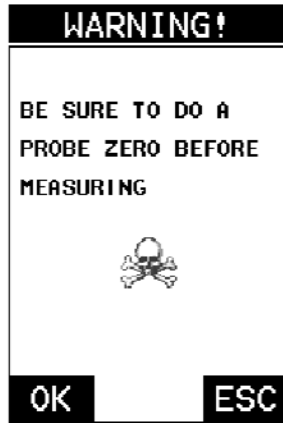 WARNING!
BE SURE TO DO A
PROBE ZERO BEFORE
MEASURING
OK ESC